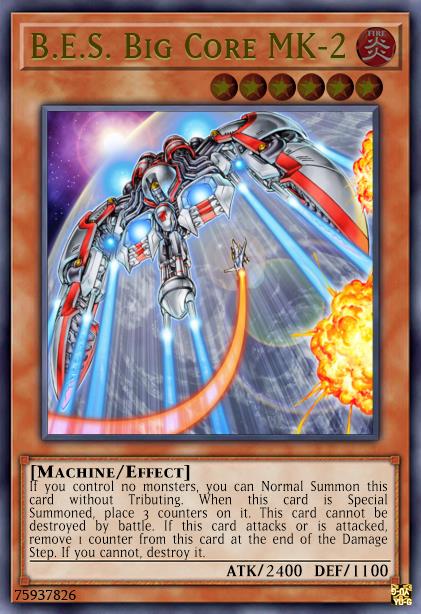 B.E.S. Big Core MK-2
FIRE
炎
[Machine/Effect]
If you control no monsters, you can Normal Summon this
card without Tributing. When this card is Special
Summoned, place 3 counters on it. This card cannot be
destroyed by battle. If this card attacks or is attacked,
remove 1 counter from this card at the end of the Damage
Step. If you cannot, destroy it.
ATK/2400 DEF/1100
75937826